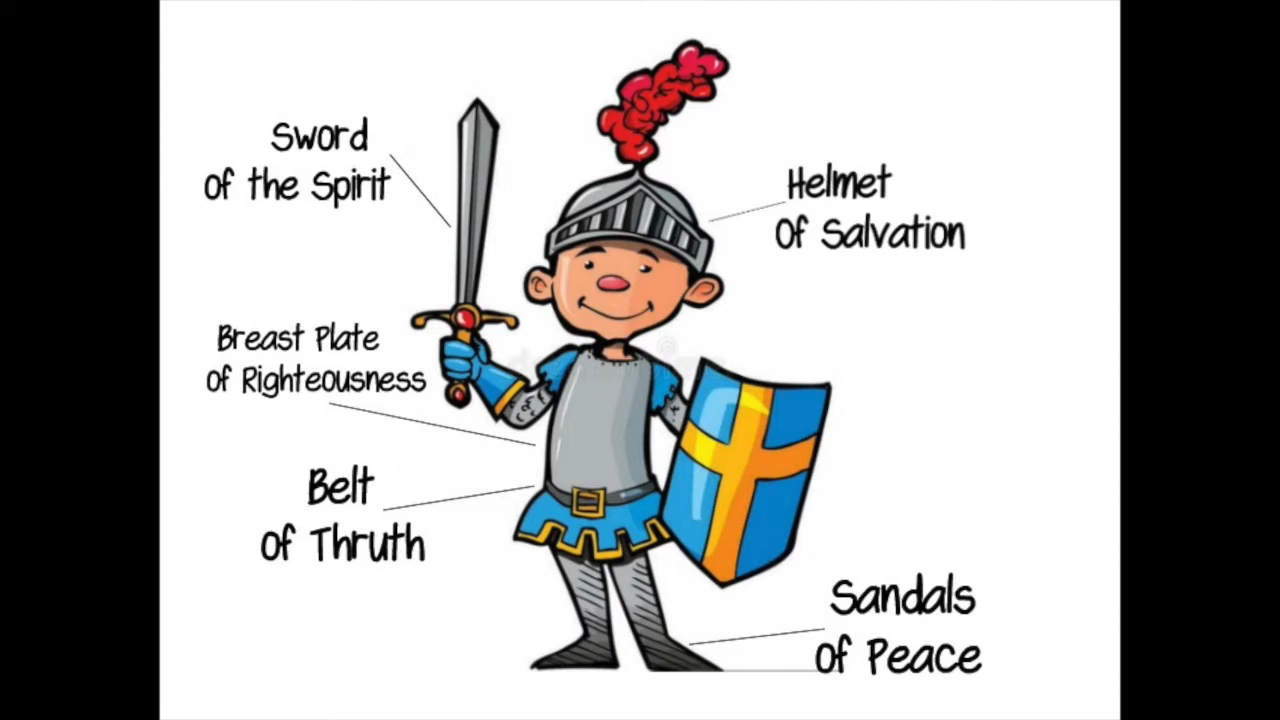 Sword
of the Spirit
Helmet
Of Salvation
Breast Plate
of Righteousness
Belt
of Thruth
Sandals
of Peace